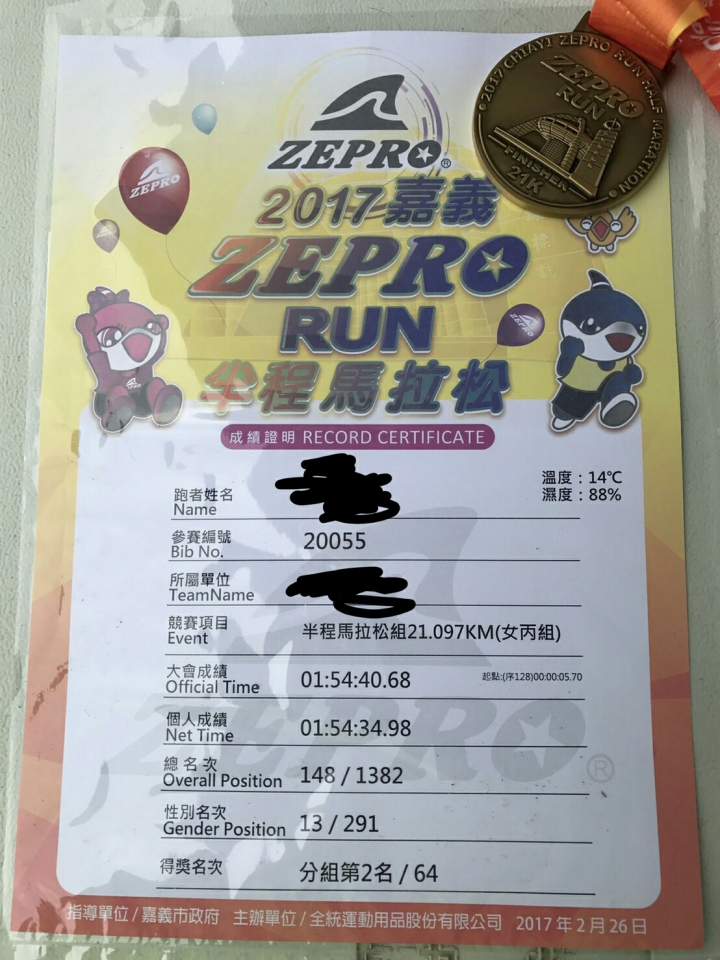 ZEPRO®
2017嘉義
ZEPRO
RUN
半程馬拉松
2017 CHIAYI ZEPRO RUN HALF MARATHON
ZEPRO
RUN
FINISHER
21K
ZEPRO
ZEPRO
成績證明 RECORD CERTIFICATE
溫度：14℃
濕度：88%
跑者姓名
Name
參賽編號
Bib No. 20055
所屬單位
TeamName
競賽項目
Event 半程馬拉松組21.097KM(女丙組)
大會成績
Official Time 01:54:40.68 起點:(序128)00:00:05.70
個人成績
Net Time 01:54:34.98
總名次
Overall Position 148 / 1382
性別名次
Gender Position 13 / 291
得獎名次 分組第2名 / 64
ZEPRO®
指導單位 / 嘉義市政府 主辦單位 / 全統運動用品股份有限公司 2017年2月26日